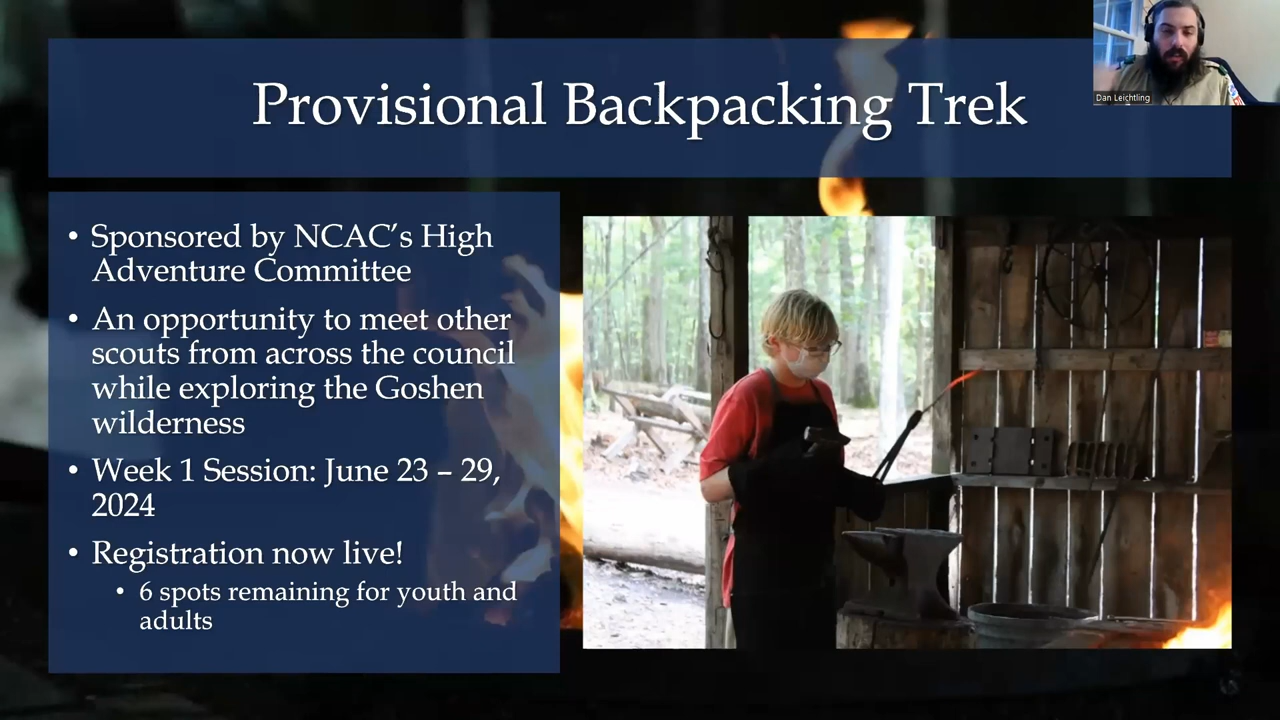 Provisional Backpacking Trek
Dan Leichtling
• Sponsored by NCAC's High
Adventure Committee
• An opportunity to meet other
scouts from across the council
while exploring the Goshen
wilderness
• Week 1 Session: June 23 – 29,
2024
• Registration now live!
• 6 spots remaining for youth and
adults